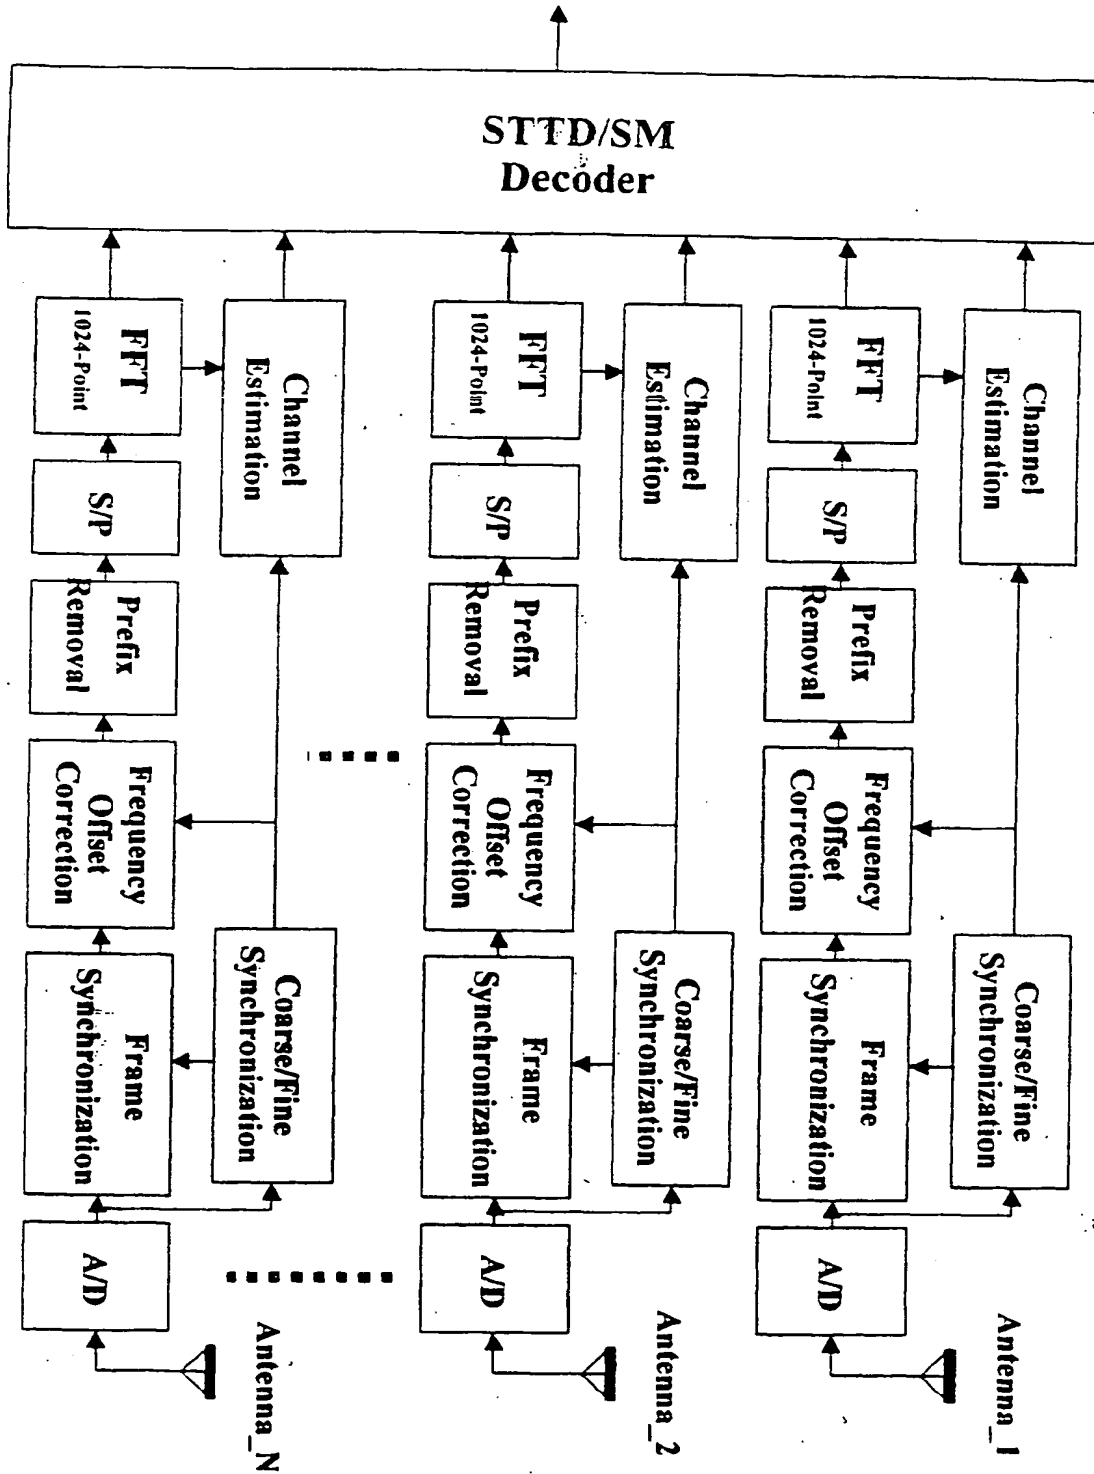 STTD/SM
Decoder
Channel
Estimation
FFT
1024-Point
S/P
Prefix
Removal
Frequency
Offset
Correction
Coarse/Fine
Synchronization
Frame
Synchronization
A/D
Antenna_1
Channel
Estimation
FFT
1024-Point
S/P
Prefix
Removal
Frequency
Offset
Correction
Coarse/Fine
Synchronization
Frame
Synchronization
A/D
Antenna_2
Channel
Estimation
FFT
1024-Point
S/P
Prefix
Removal
Frequency
Offset
Correction
Coarse/Fine
Synchronization
Frame
Synchronization
A/D
Antenna_N